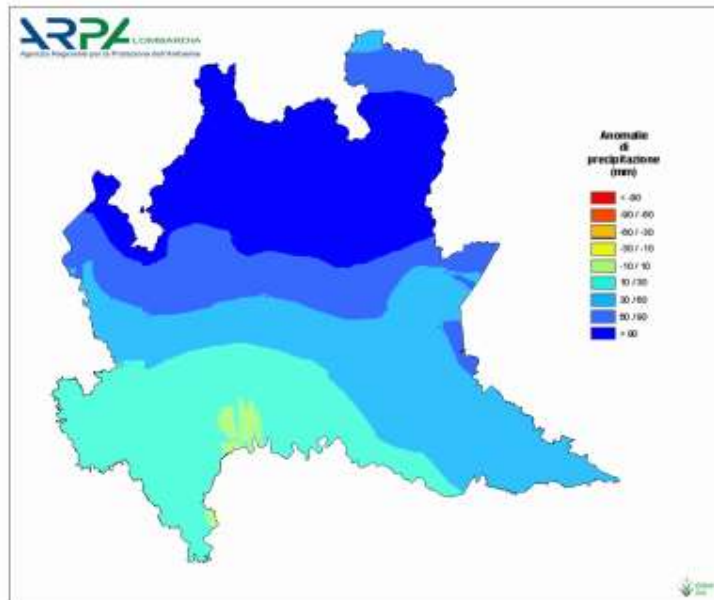 ARPA LOMBARDIA
Agenzia Regionale per la Protezione dell'Ambiente
Anomalie
di
precipitazione
(mm)
< -90
-90 / -60
-60 / -30
-30 / -10
-10 / 10
10 / 30
30 / 60
60 / 90
> 90